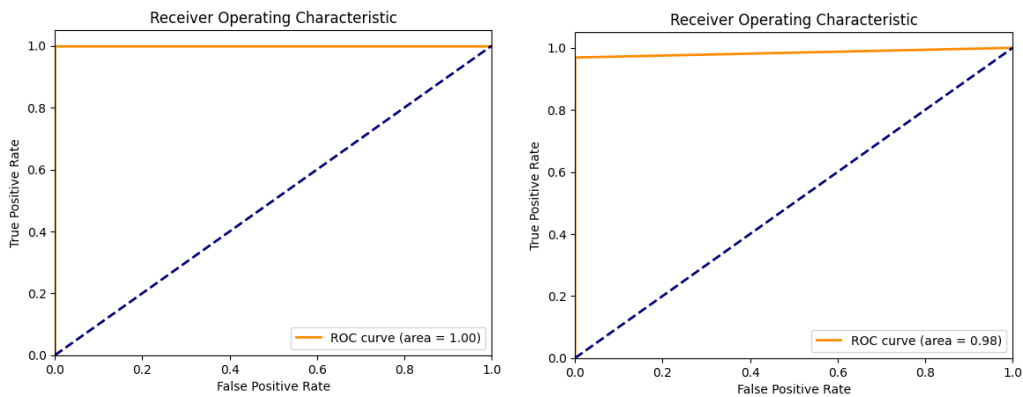 Receiver Operating Characteristic
1.0
0.8
0.6
0.4
0.2
0.0
True Positive Rate
ROC curve (area = 1.00)
0.0 0.2 0.4 0.6 0.8 1.0
False Positive Rate
Receiver Operating Characteristic
1.0
0.8
0.6
0.4
0.2
0.0
True Positive Rate
ROC curve (area = 0.98)
0.0 0.2 0.4 0.6 0.8 1.0
False Positive Rate